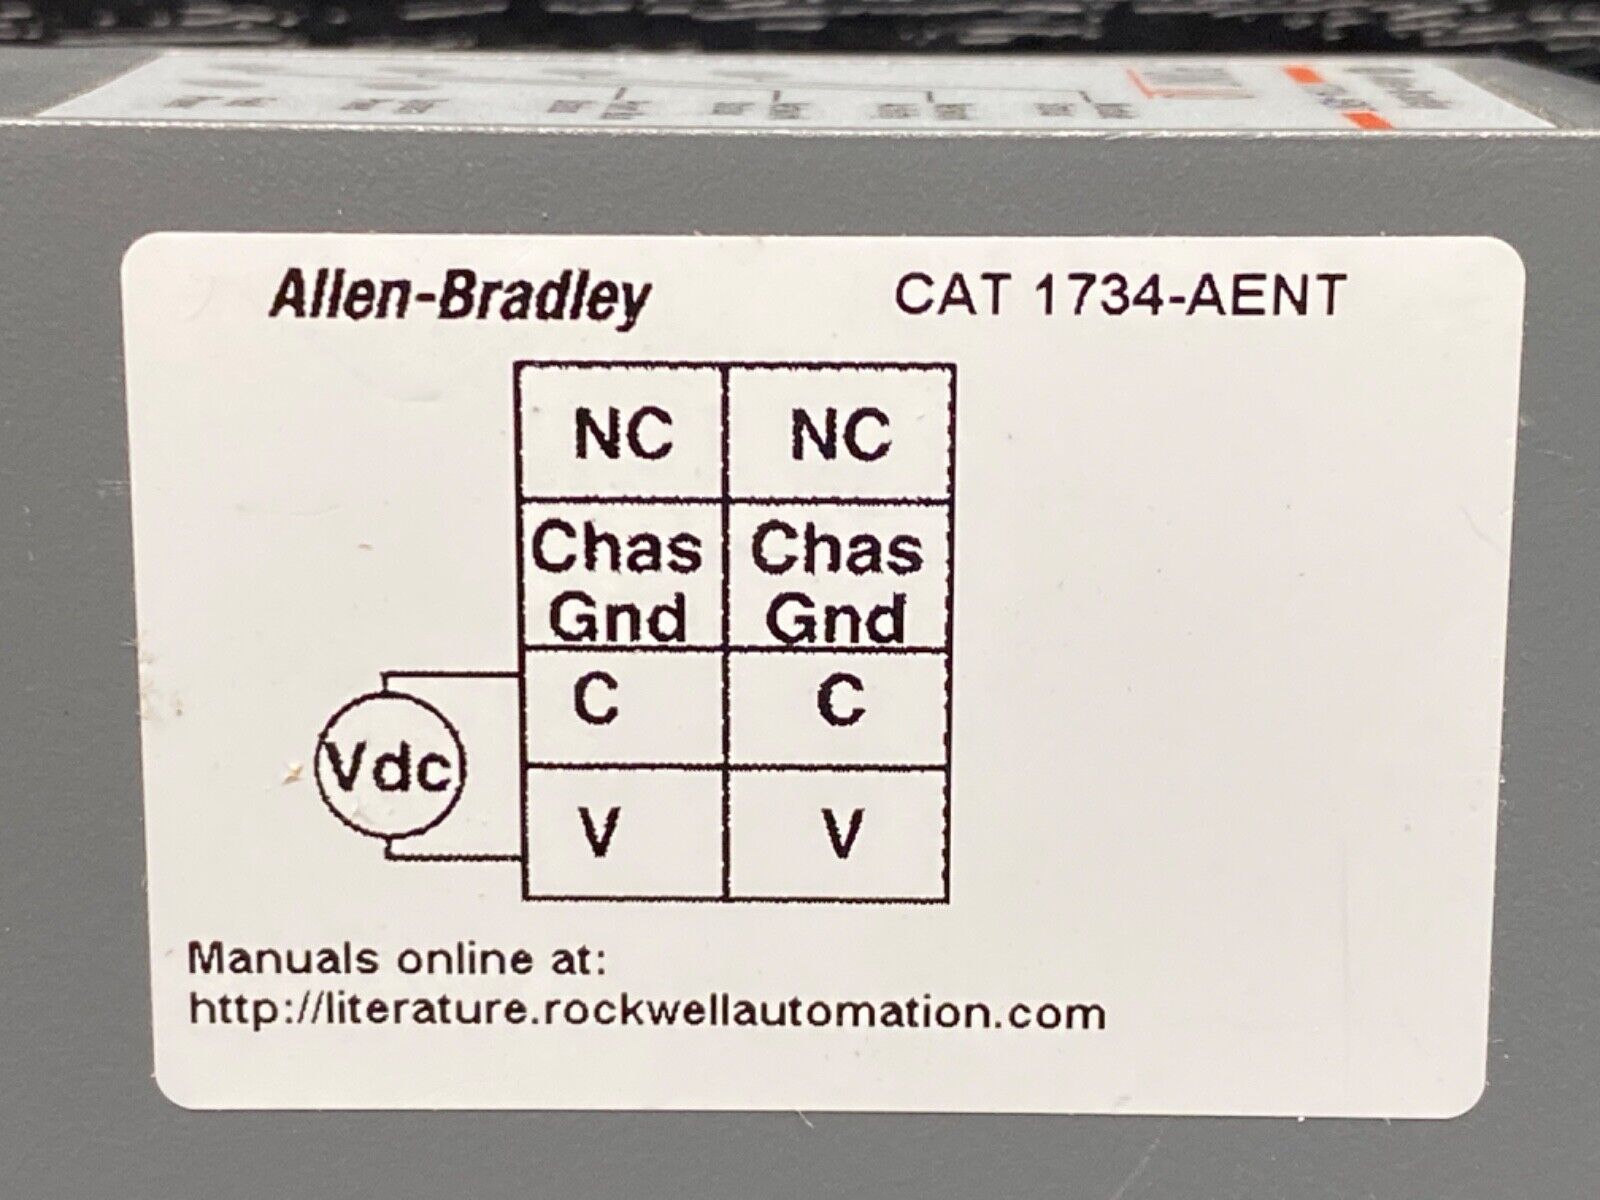 Allen-Bradley CAT 1734-AENT
NC NC
Chas Chas
Gnd Gnd
C C
Vdc
V V
Manuals online at:
http://literature.rockwellautomation.com